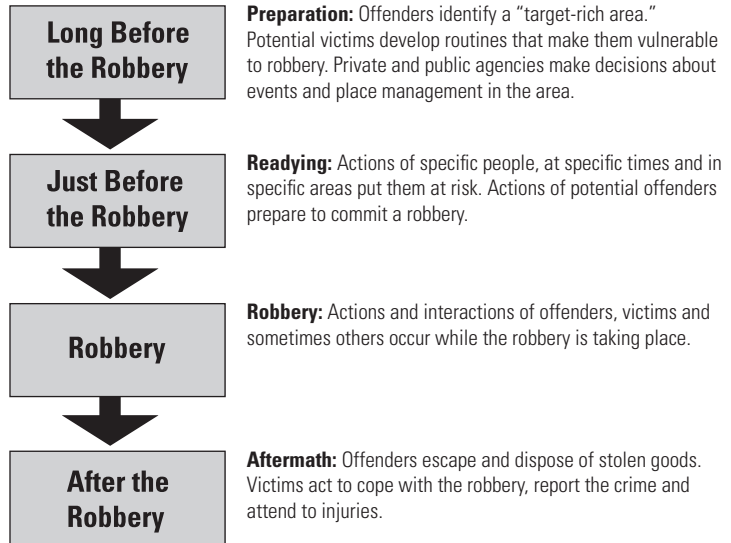 Long Before
the Robbery
Preparation: Offenders identify a “target-rich area.”
Potential victims develop routines that make them vulnerable
to robbery. Private and public agencies make decisions about
events and place management in the area.
Just Before
the Robbery
Readying: Actions of specific people, at specific times and in
specific areas put them at risk. Actions of potential offenders
prepare to commit a robbery.
Robbery
Robbery: Actions and interactions of offenders, victims and
sometimes others occur while the robbery is taking place.
After the
Robbery
Aftermath: Offenders escape and dispose of stolen goods.
Victims act to cope with the robbery, report the crime and
attend to injuries.